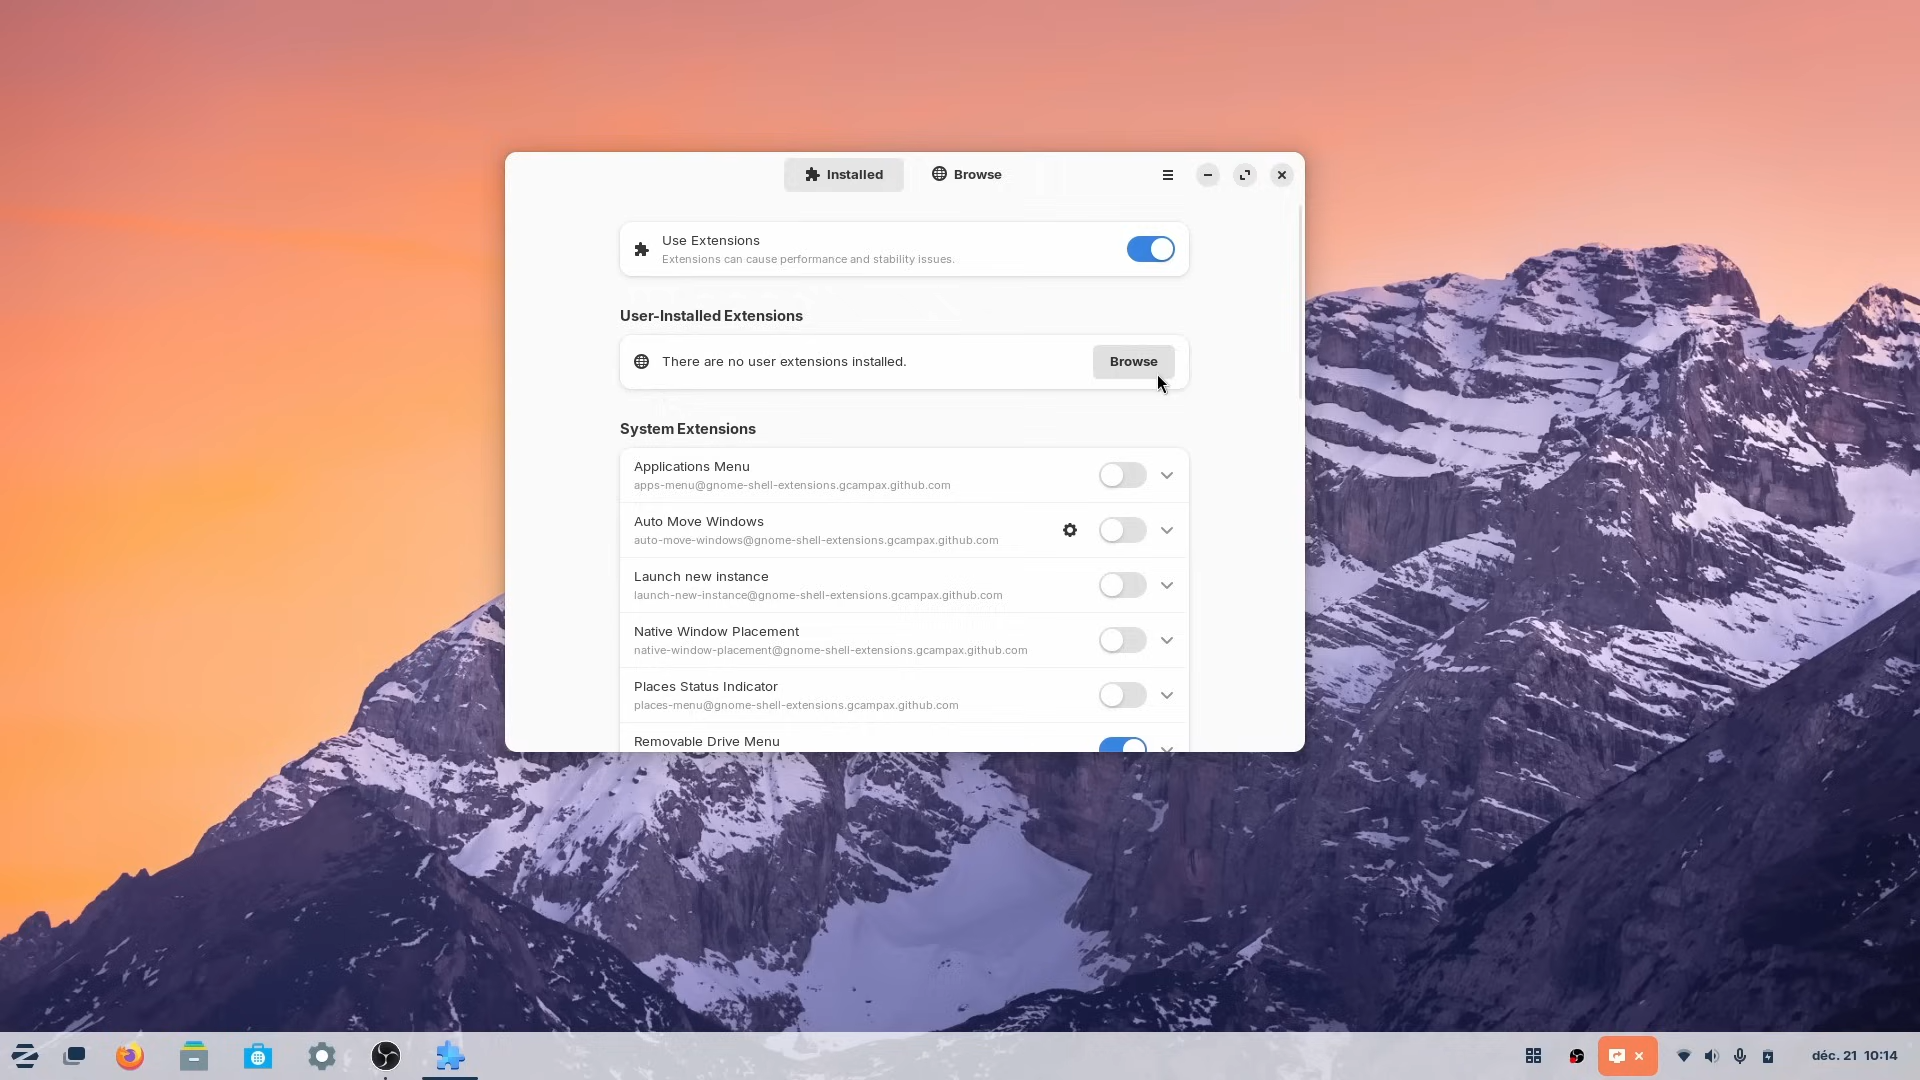 Installed
Browse
Use Extensions
Extensions can cause performance and stability issues.
User-Installed Extensions
There are no user extensions installed.
Browse
System Extensions
Applications Menu
apps-menu@gnome-shell-extensions.gcampax.github.com
Auto Move Windows
auto-move-windows@gnome-shell-extensions.gcampax.github.com
Launch new instance
launch-new-instance@gnome-shell-extensions.gcampax.github.com
Native Window Placement
native-window-placement@gnome-shell-extensions.gcampax.github.com
Places Status Indicator
places-menu@gnome-shell-extensions.gcampax.github.com
Removable Drive Menu
déc. 21 10:14